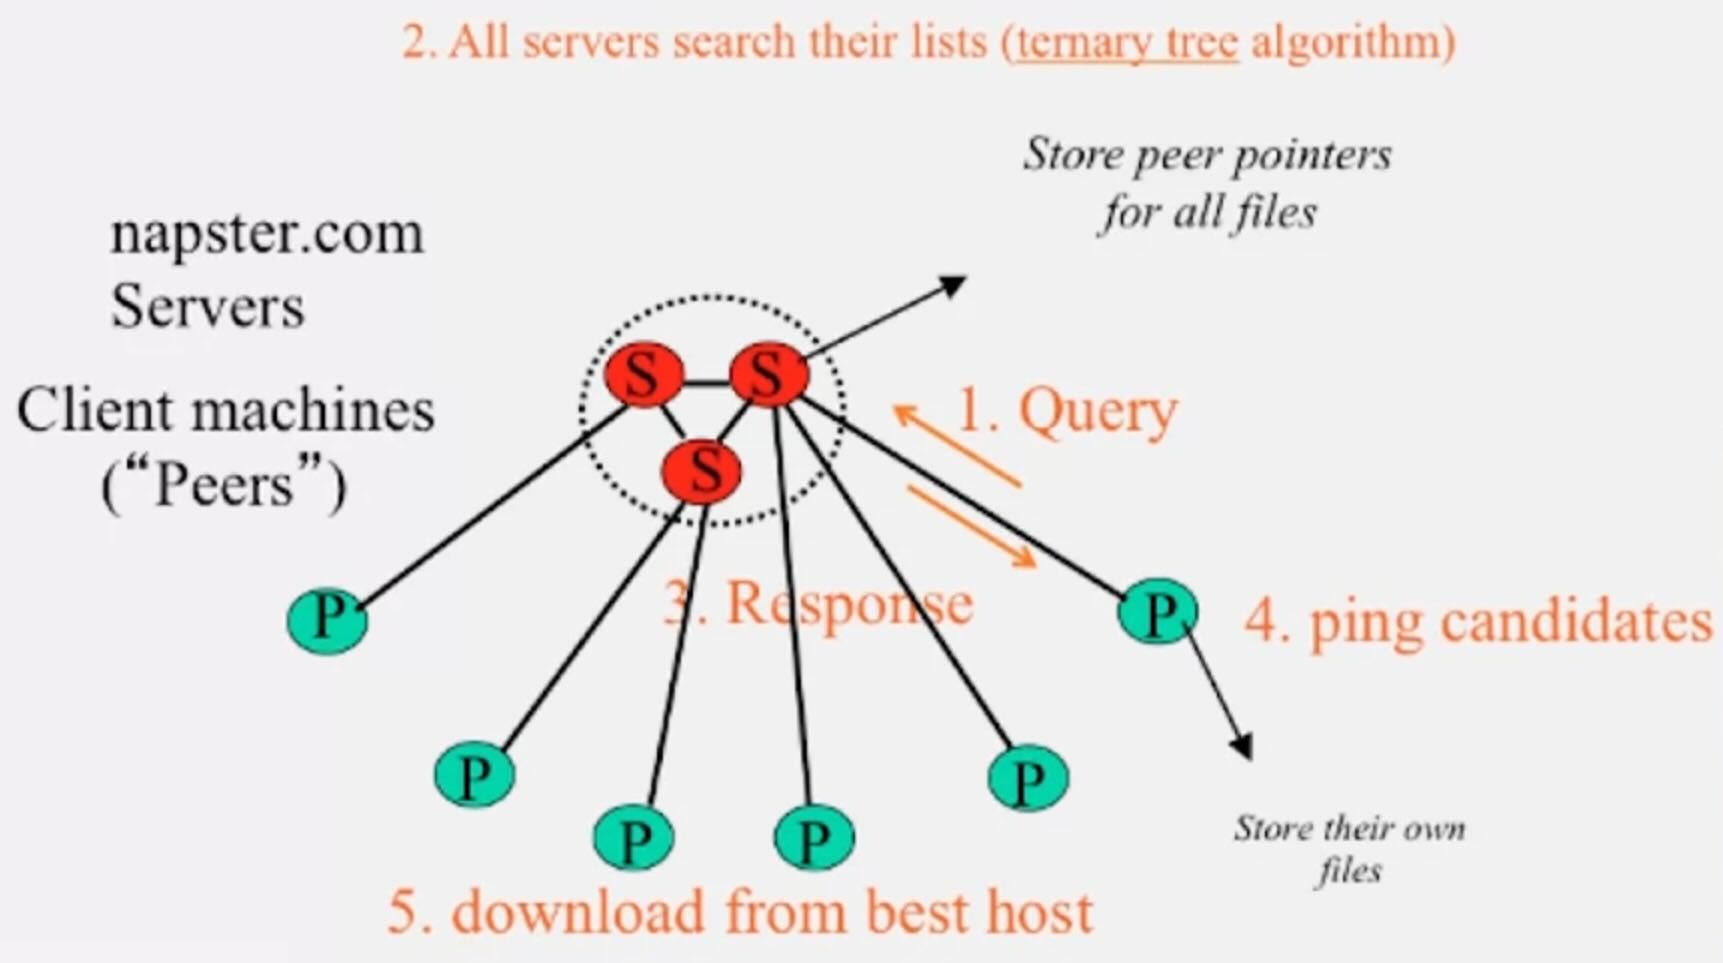 2. All servers search their lists (ternary tree algorithm)
Store peer pointers
for all files
napster.com
Servers
S
S
Client machines
("Peers")
1. Query
S
3. Response
P
P
4. ping candidates
P
P
P
P
Store their own
files
5. download from best host